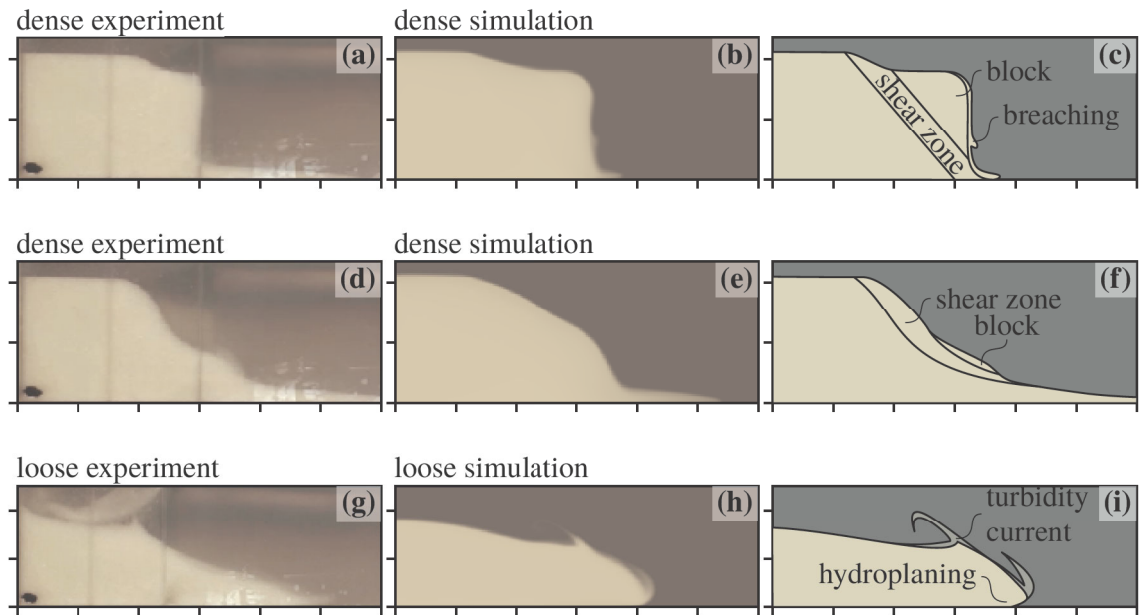 dense experiment
dense simulation
(a)
(b)
(c)
block
breaching
shear zone
dense experiment
dense simulation
(d)
(e)
(f)
shear zone
block
loose experiment
loose simulation
(g)
(h)
(i)
turbidity
current
hydroplaning